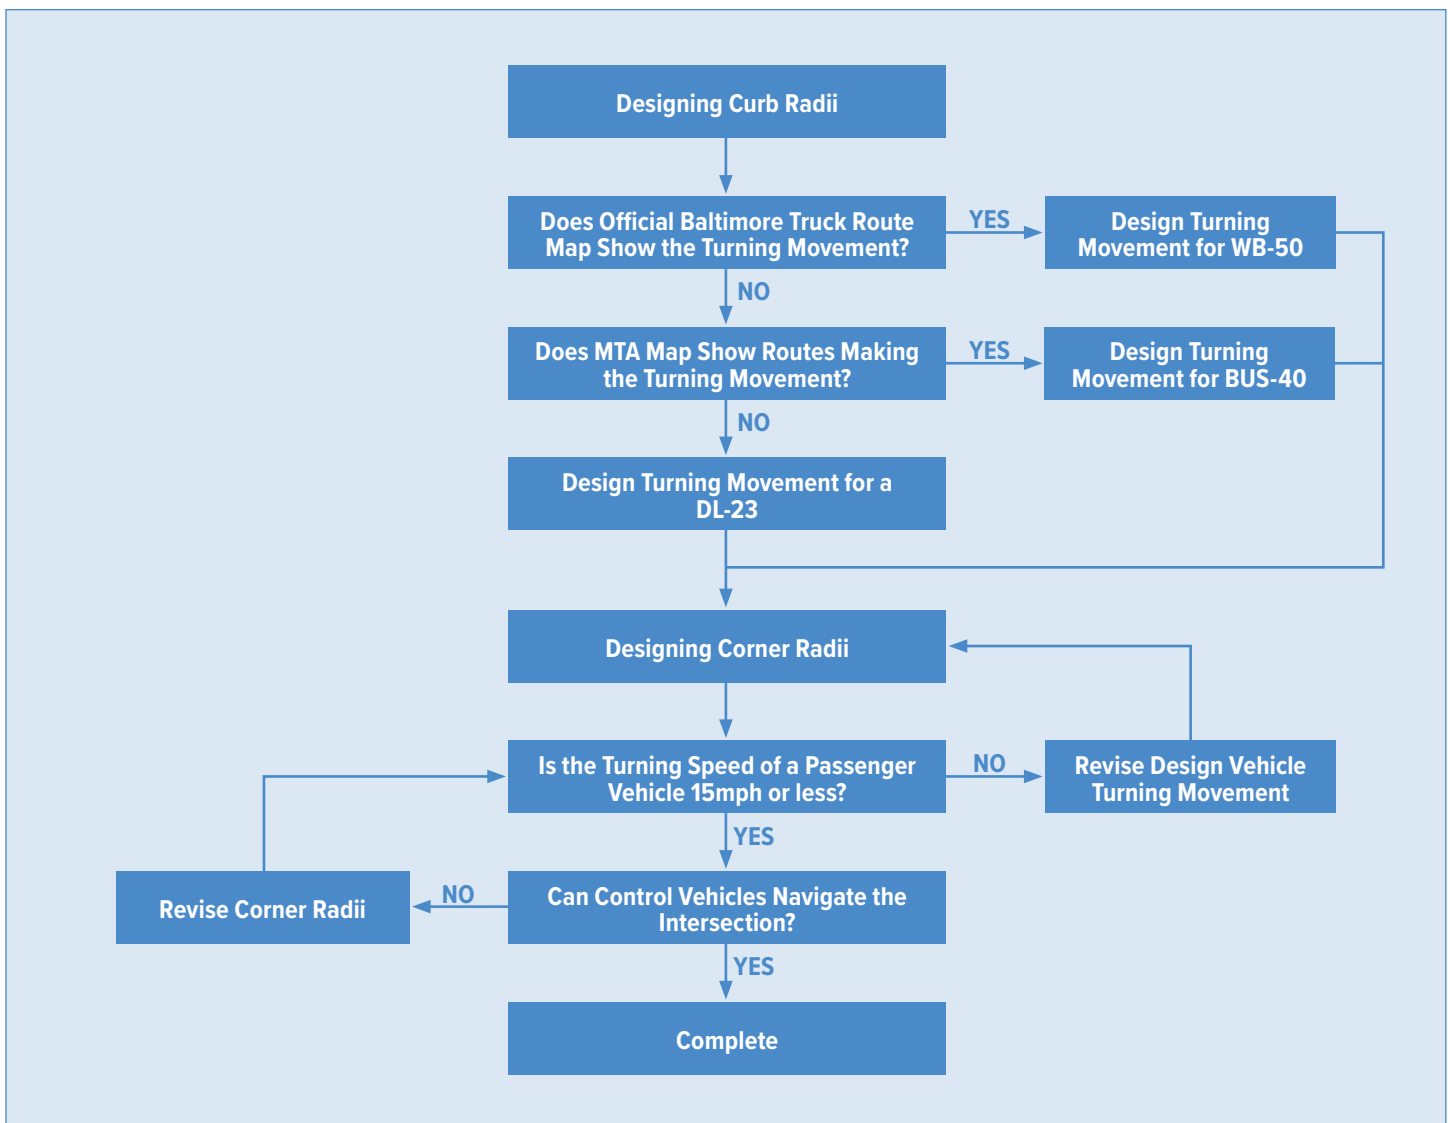 Designing Curb Radii
Does Official Baltimore Truck Route
Map Show the Turning Movement?
YES
Design Turning
Movement for WB-50
NO
Does MTA Map Show Routes Making
the Turning Movement?
YES
Design Turning
Movement for BUS-40
NO
Design Turning Movement for a
DL-23
Designing Corner Radii
Is the Turning Speed of a Passenger
Vehicle 15mph or less?
NO
Revise Design Vehicle
Turning Movement
YES
Can Control Vehicles Navigate the
Intersection?
NO
Revise Corner Radii
YES
Complete